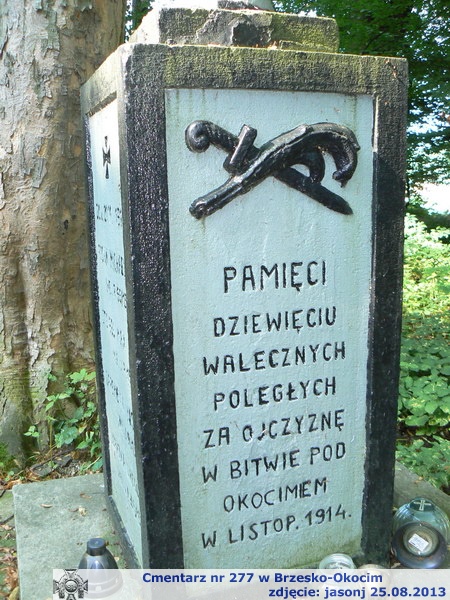 PAMIĘCI
DZIEWIĘCIU
WALECZNYCH
POLEGŁYCH
ZA OJCZYZNĘ
W BITWIE POD
OKOCIMEM
W LISTOP. 1914.
Cmentarz nr 277 w Brzesko-Okocim
zdjęcie: jasonj 25.08.2013